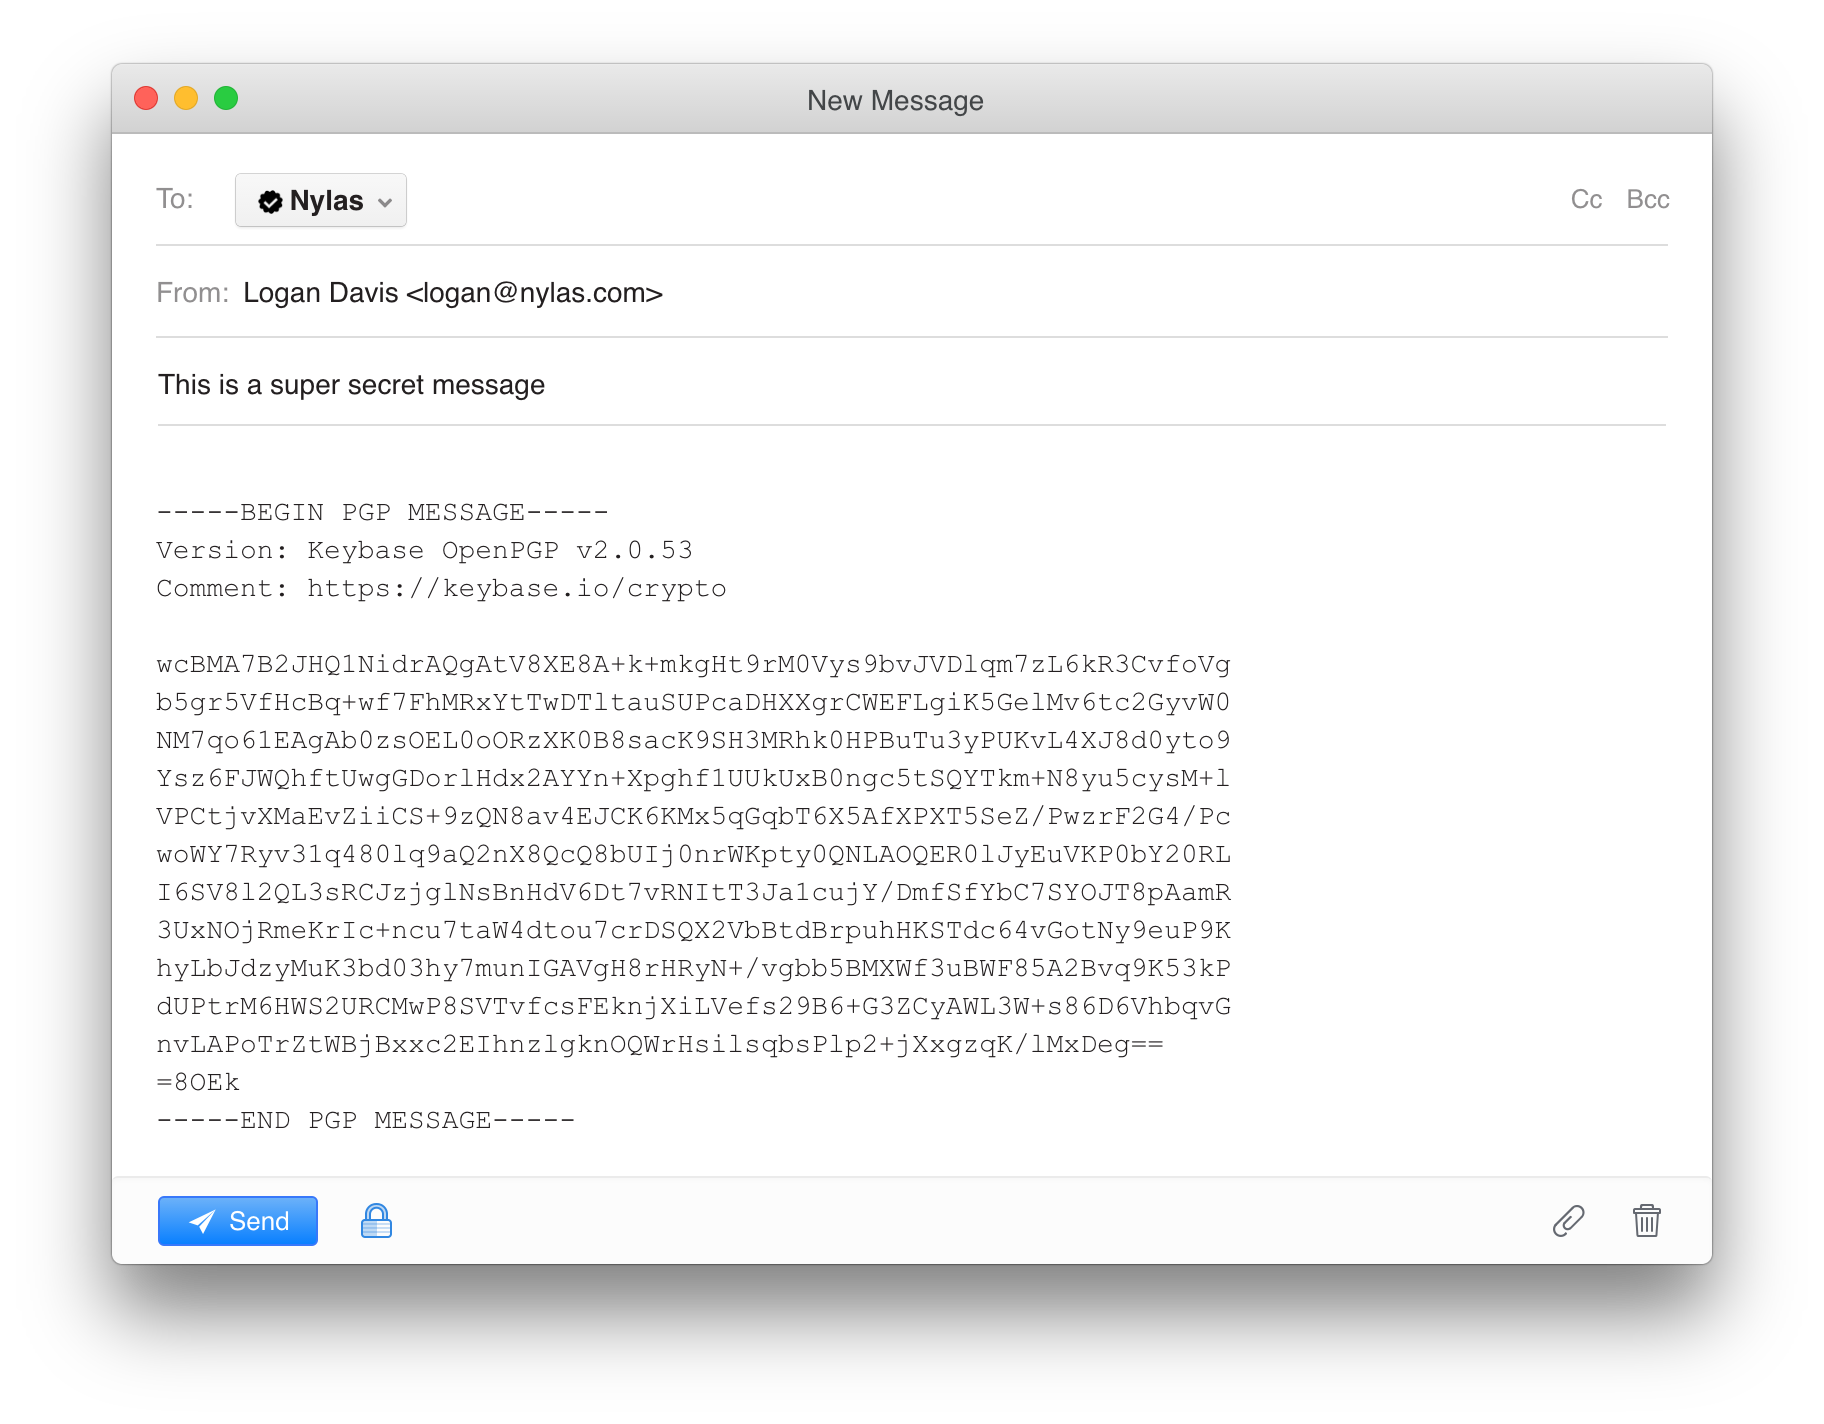 New Message
To: Nylas Cc Bcc
From: Logan Davis <logan@nylas.com>
This is a super secret message
-----BEGIN PGP MESSAGE-----
Version: Keybase OpenPGP v2.0.53
Comment: https://keybase.io/crypto
wcBMA7B2JHQ1NidrAQgAtV8XE8A+k+mkgHt9rM0Vys9bvJVDlqm7zL6kR3CvfoVg
b5gr5VfHcBq+wf7FhMRxYtTwDTltauSUPcaDHXXgrCWEFLgiK5GelMv6tc2GyvW0
NM7qo61EAgAb0zsOEL0oORzXK0B8sacK9SH3MRhk0HPBuTu3yPUKvL4XJ8d0yto9
Ysz6FJWQhftUwgGDorlHdx2AYYn+Xpghf1UUkUxB0ngc5tSQYTkm+N8yu5cysM+l
VPCtjvXMaEvZiiCS+9zQN8av4EJCK6KMx5qGqbT6X5AfXPXT5SeZ/PwzrF2G4/Pc
woWY7Ryv31q480lq9aQ2nX8QcQ8bUIj0nrWKpty0QNLAOQER0lJyEuVKP0bY20RL
I6SV8l2QL3sRCJzjglNsBnHdV6Dt7vRNItT3Ja1cujY/DmfSfYbC7SYOJT8pAamR
3UxNOjRmeKrIc+ncu7taW4dtou7crDSQX2VbBtdBrpuhHKSTdc64vGotNy9euP9K
hyLbJdzyMuK3bd03hy7munIGAVgH8rHRyN+/vgbb5BMXWf3uBWF85A2Bvq9K53kP
dUPtrM6HWS2URCMwP8SVTvfcsFEknjXiLVefs29B6+G3ZCyAWL3W+s86D6VhbqvG
nvLAPoTrZtWBjBxxc2EIhnzlgknOQWrHsilsqbsPlp2+jXxgzqK/lMxDeg==
=8OEk
-----END PGP MESSAGE-----
Send